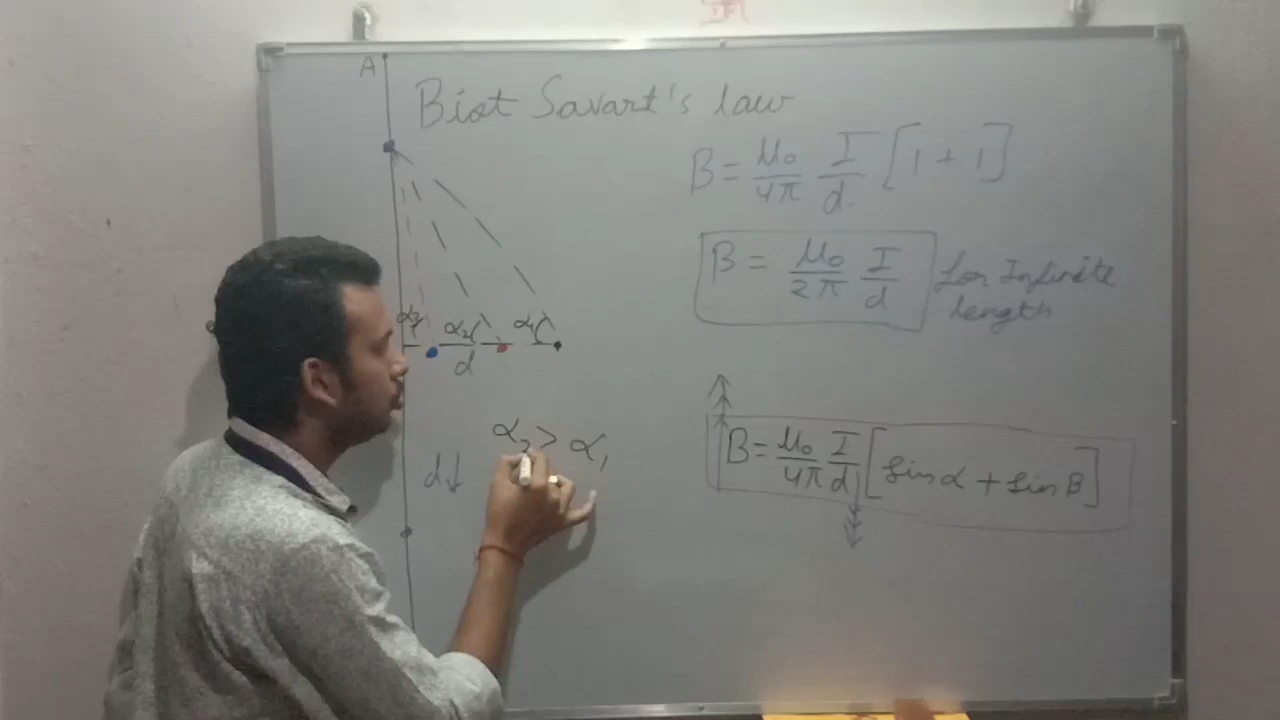 A
Biot Savart's law
B = μ₀/4π I/d [1 + 1]
B = μ₀/2π I/d for Infinite
length
α₃ α₂ α₁
d
α₂ > α₁
d↓
B = μ₀/4π I/d [sin α + sin β]